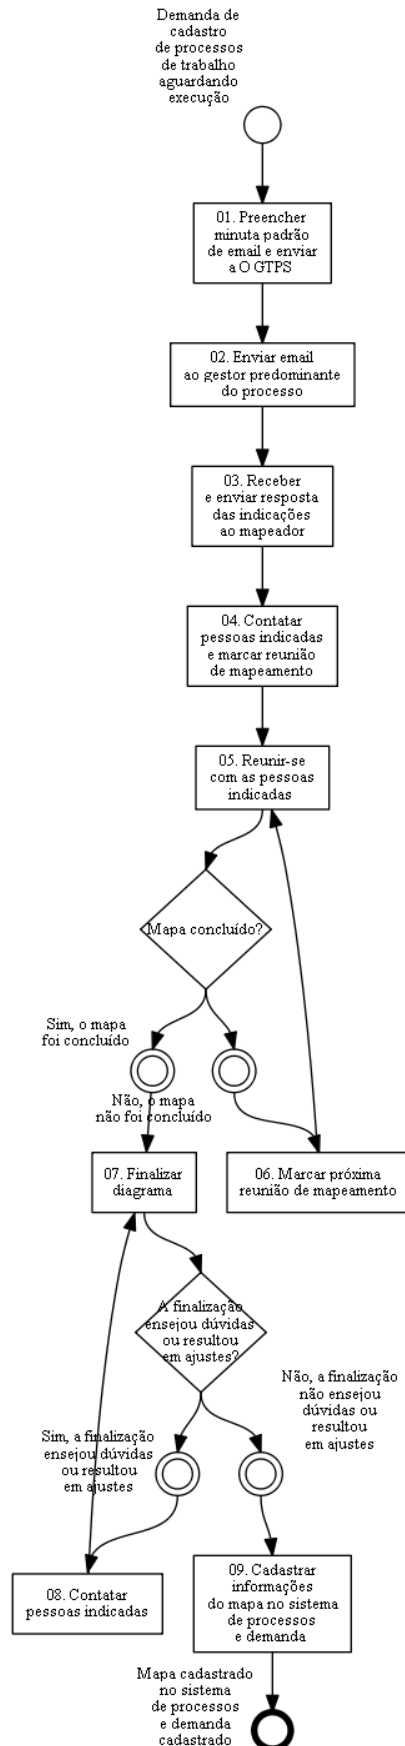 Demanda de
cadastro
de processos
de trabalho
aguardando
execução
01. Preencher
minuta padrão
de email e enviar
a O GTPS
02. Enviar email
ao gestor predominante
do processo
03. Receber
e enviar resposta
das indicações
ao mapeador
04. Contatar
pessoas indicadas
e marcar reunião
de mapeamento
05. Reunir-se
com as pessoas
indicadas
Mapa concluído?
Sim, o mapa
foi concluído
Não, o mapa
não foi concluído
07. Finalizar
diagrama
06. Marcar próxima
reunião de mapeamento
A finalização
ensejou dúvidas
ou resultou
em ajustes?
Não, a finalização
não ensejou
dúvidas ou
resultou
em ajustes
Sim, a finalização
ensejou dúvidas
ou resultou
em ajustes
08. Contatar
pessoas indicadas
09. Cadastrar
informações
do mapa no sistema
de processos
e demanda
Mapa cadastrado
no sistema
de processos
e demanda
cadastrado